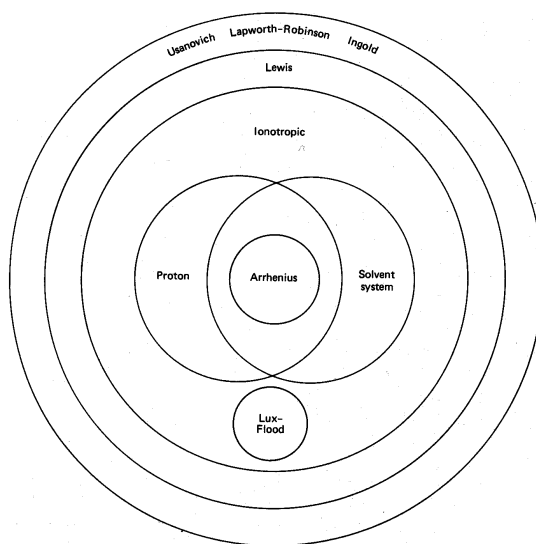 Usanovich Lapworth-Robinson Ingold
Lewis
Ionotropic
Proton
Arrhenius
Solvent
system
Lux-
Flood